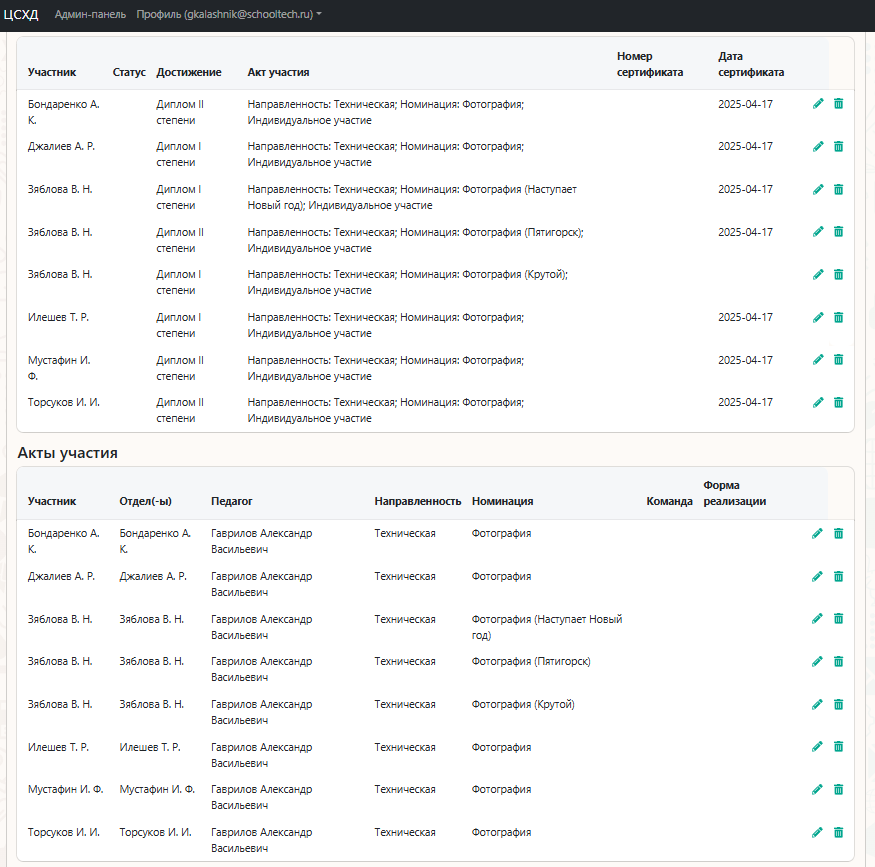 ЦСХД Админ-панель Профиль (gkalashnik@schooltech.ru)
Участник Статус Достижение Акт участия Номер сертификата Дата сертификата
Бондаренко А. К. Диплом II степени Направленность: Техническая; Номинация: Фотография; Индивидуальное участие 2025-04-17
Джалиев А. Р. Диплом I степени Направленность: Техническая; Номинация: Фотография; Индивидуальное участие 2025-04-17
Зяблова В. Н. Диплом I степени Направленность: Техническая; Номинация: Фотография (Наступает Новый год); Индивидуальное участие 2025-04-17
Зяблова В. Н. Диплом II степени Направленность: Техническая; Номинация: Фотография (Пятигорск); Индивидуальное участие 2025-04-17
Зяблова В. Н. Диплом I степени Направленность: Техническая; Номинация: Фотография (Крутой); Индивидуальное участие
Илешев Т. Р. Диплом I степени Направленность: Техническая; Номинация: Фотография; Индивидуальное участие 2025-04-17
Мустафин И. Ф. Диплом II степени Направленность: Техническая; Номинация: Фотография; Индивидуальное участие 2025-04-17
Торсуков И. И. Диплом II степени Направленность: Техническая; Номинация: Фотография; Индивидуальное участие 2025-04-17
Акты участия
Участник Отдел(-ы) Педагог Направленность Номинация Команда Форма реализации
Бондаренко А. К. Бондаренко А. К. Гаврилов Александр Васильевич Техническая Фотография
Джалиев А. Р. Джалиев А. Р. Гаврилов Александр Васильевич Техническая Фотография
Зяблова В. Н. Зяблова В. Н. Гаврилов Александр Васильевич Техническая Фотография (Наступает Новый год)
Зяблова В. Н. Зяблова В. Н. Гаврилов Александр Васильевич Техническая Фотография (Пятигорск)
Зяблова В. Н. Зяблова В. Н. Гаврилов Александр Васильевич Техническая Фотография (Крутой)
Илешев Т. Р. Илешев Т. Р. Гаврилов Александр Васильевич Техническая Фотография
Мустафин И. Ф. Мустафин И. Ф. Гаврилов Александр Васильевич Техническая Фотография
Торсуков И. И. Торсуков И. И. Гаврилов Александр Васильевич Техническая Фотография